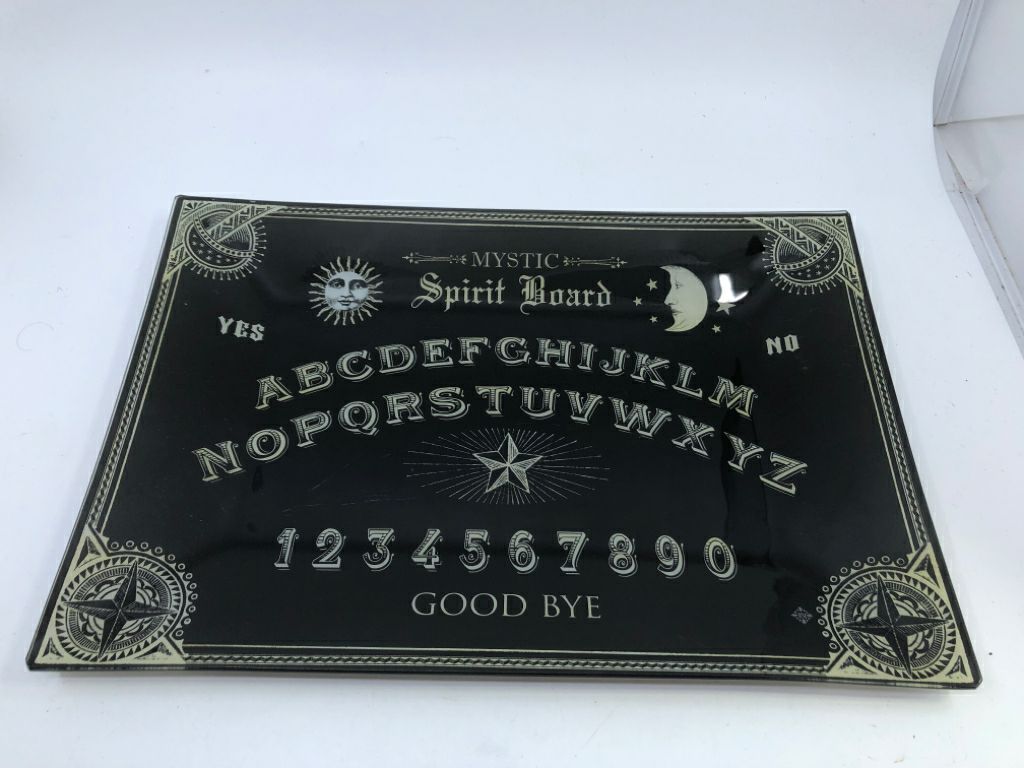 MYSTIC
Spirit Board
YES
NO
ABCDEFGHIJKLM
NOPQRSTUVWXYZ
1234567890
GOOD BYE